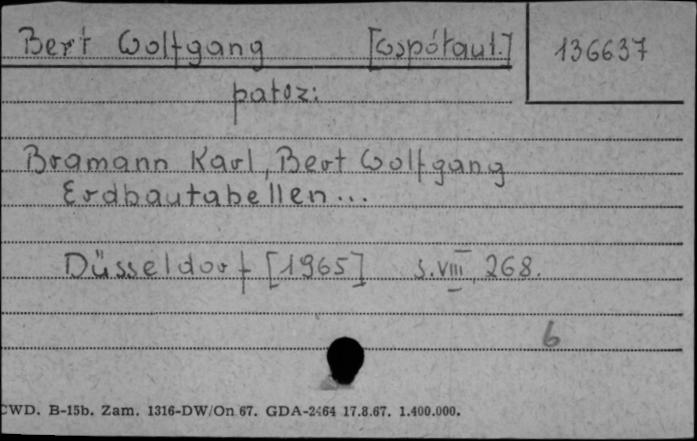 Bert Wolfgang [współaut.] 136637
patrz:
Bramann Karl, Bert Wolfgang
Erdbautabellen...
Düsseldorf [1965] s. VIII, 268.
6
CWD. B-15b. Zam. 1316-DW/On 67. GDA-2464 17.8.67. 1.400.000.